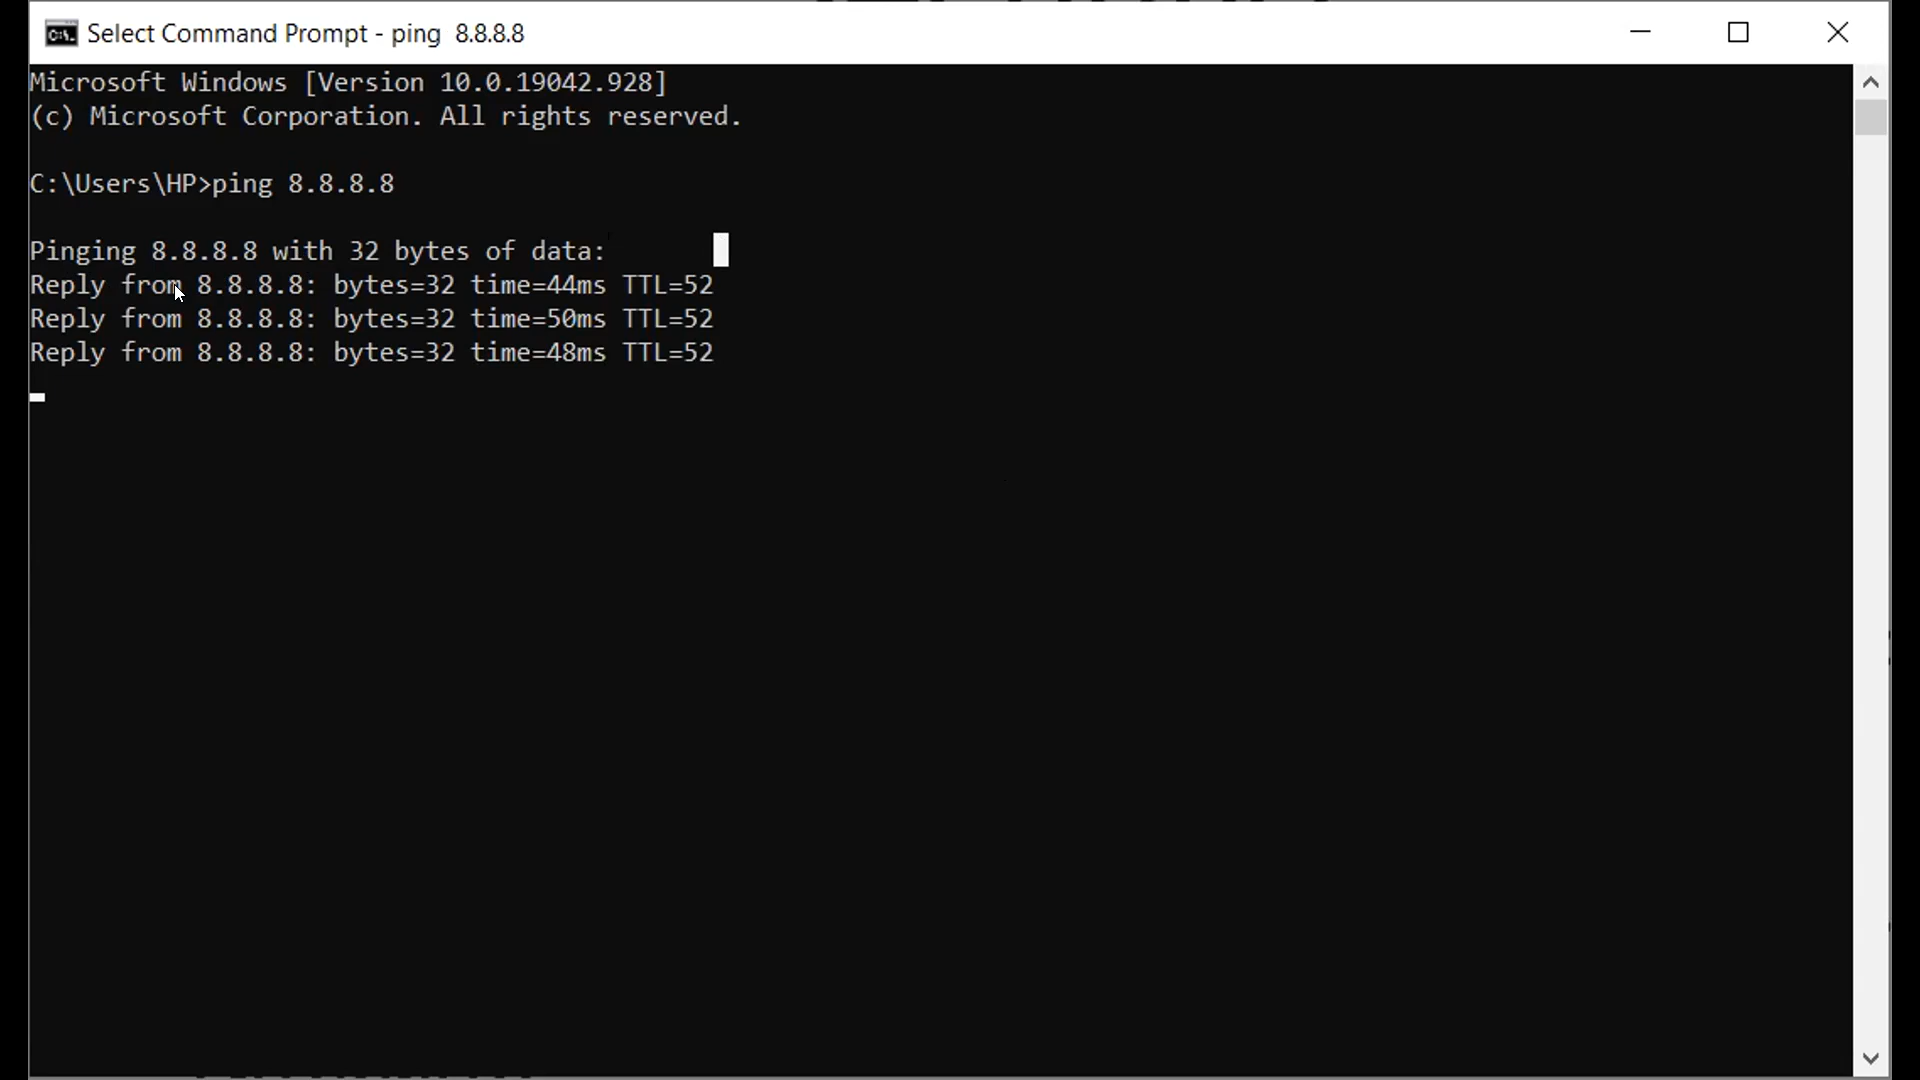 Select Command Prompt - ping  8.8.8.8
Microsoft Windows [Version 10.0.19042.928]
(c) Microsoft Corporation. All rights reserved.
C:\Users\HP>ping 8.8.8.8
Pinging 8.8.8.8 with 32 bytes of data:
Reply from 8.8.8.8: bytes=32 time=44ms TTL=52
Reply from 8.8.8.8: bytes=32 time=50ms TTL=52
Reply from 8.8.8.8: bytes=32 time=48ms TTL=52